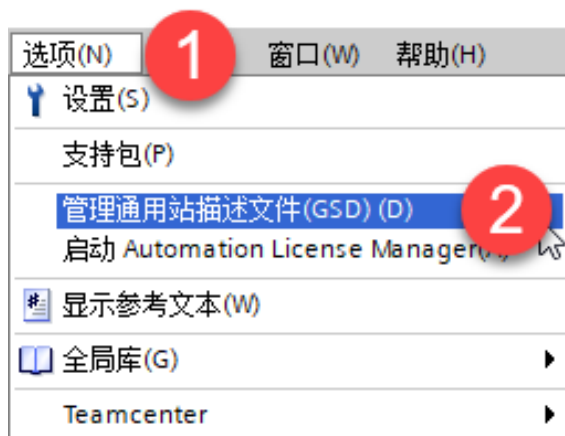 选项(N) 1 窗口(W) 帮助(H)
设置(S)
支持包(P)
管理通用站描述文件(GSD) (D) 2
启动 Automation License Manager(A)
显示参考文本(W)
全局库(G)
Teamcenter